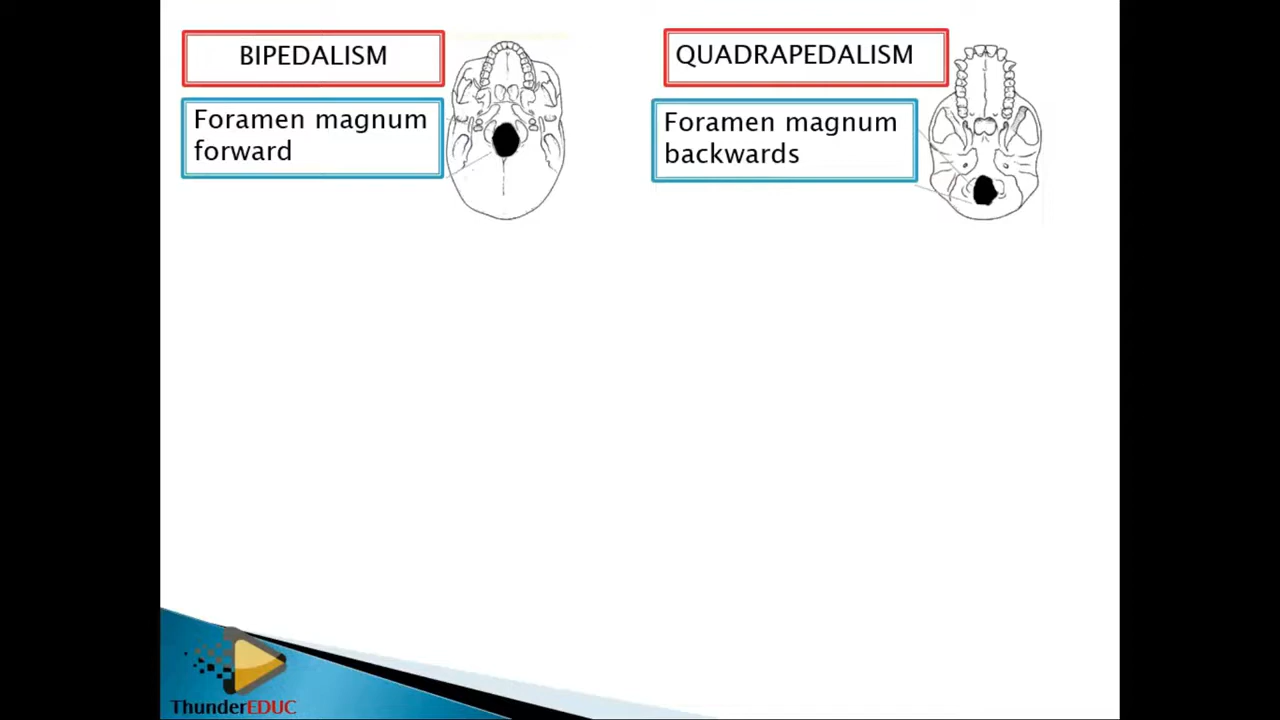 BIPEDALISM
Foramen magnum
forward
QUADRAPEDALISM
Foramen magnum
backwards
ThunderEDUC